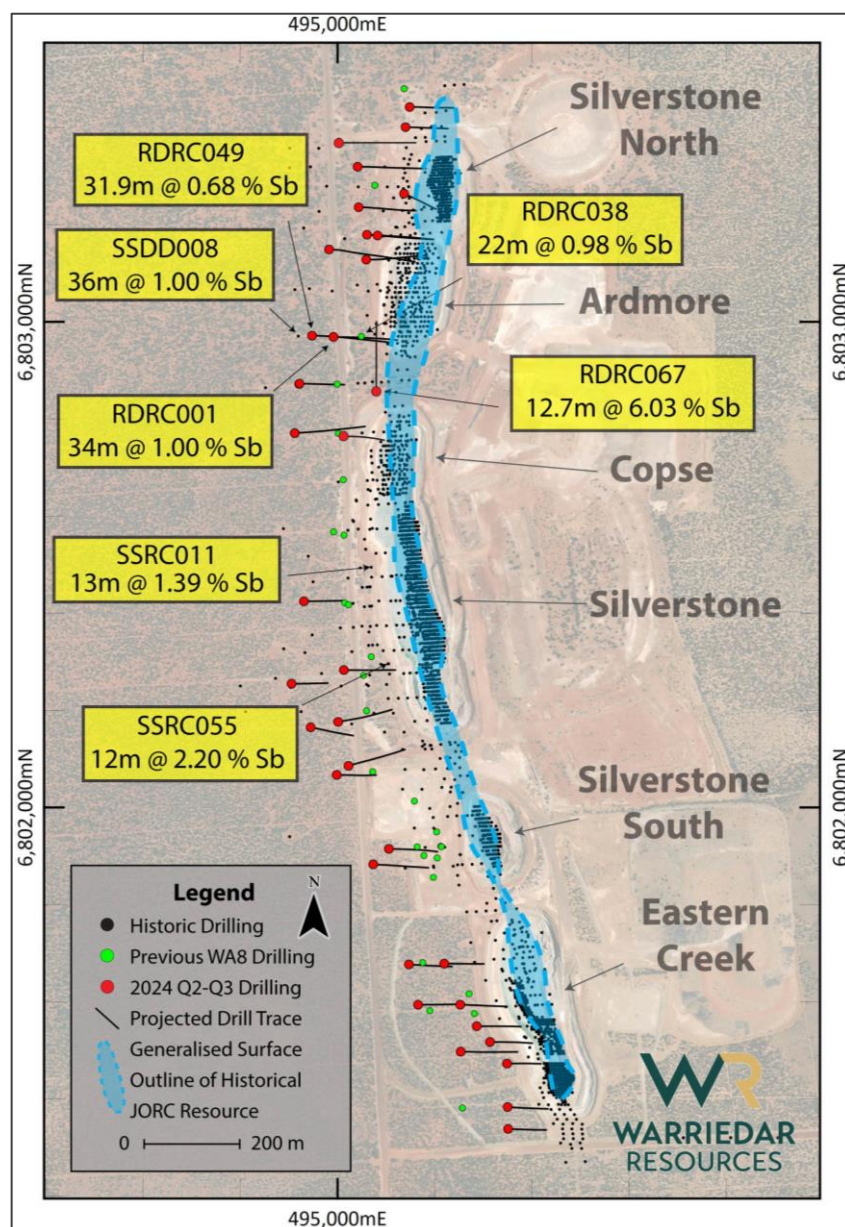 495,000mE
Silverstone
North
RDRC049
31.9m @ 0.68 % Sb
RDRC038
22m @ 0.98 % Sb
SSDD008
36m @ 1.00 % Sb
Ardmore
6,803,000mN
6,803,000mN
RDRC067
12.7m @ 6.03 % Sb
RDRC001
34m @ 1.00 % Sb
Copse
SSRC011
13m @ 1.39 % Sb
Silverstone
SSRC055
12m @ 2.20 % Sb
Silverstone
South
6,802,000mN
6,802,000mN
Eastern
Creek
Legend
N
Historic Drilling
Previous WA8 Drilling
2024 Q2-Q3 Drilling
Projected Drill Trace
Generalised Surface
Outline of Historical
JORC Resource
0 200 m
WR
WARRIEDAR
RESOURCES
495,000mE